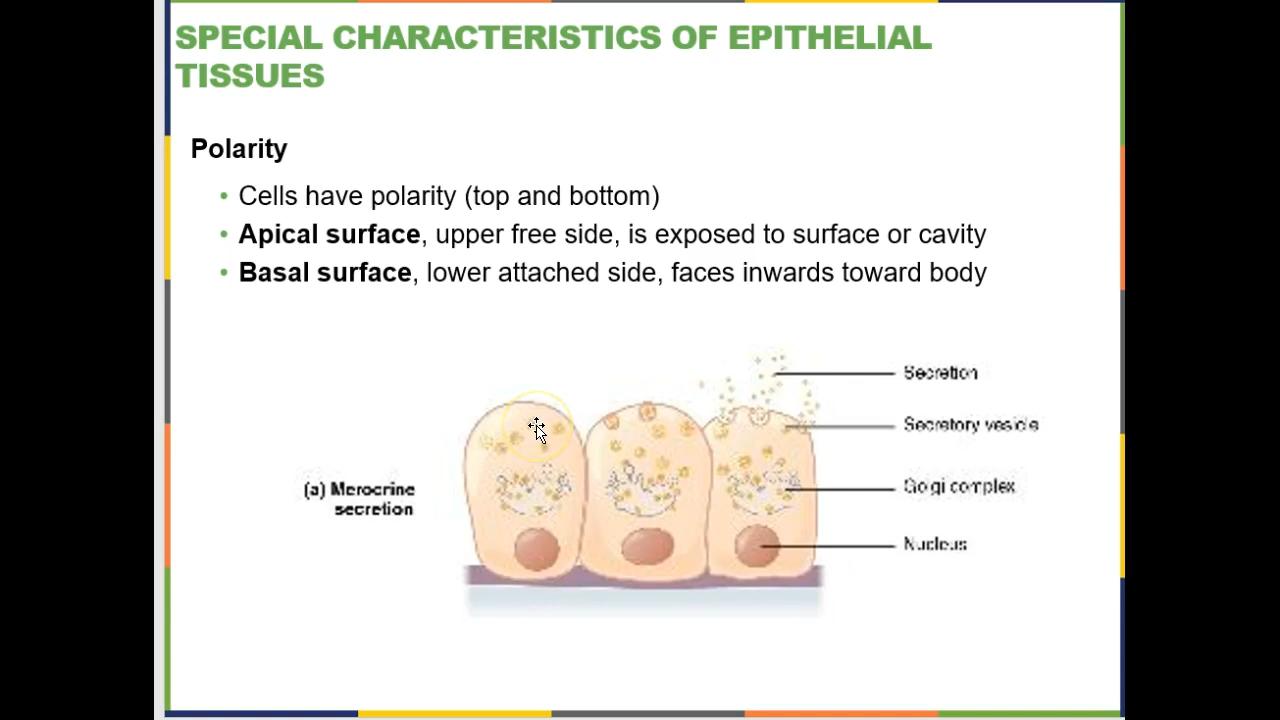 SPECIAL CHARACTERISTICS OF EPITHELIAL
TISSUES
Polarity
• Cells have polarity (top and bottom)
• Apical surface, upper free side, is exposed to surface or cavity
• Basal surface, lower attached side, faces inwards toward body
Secretion
Secretory vesicle
(a) Merocrine
secretion
Golgi complex
Nucleus